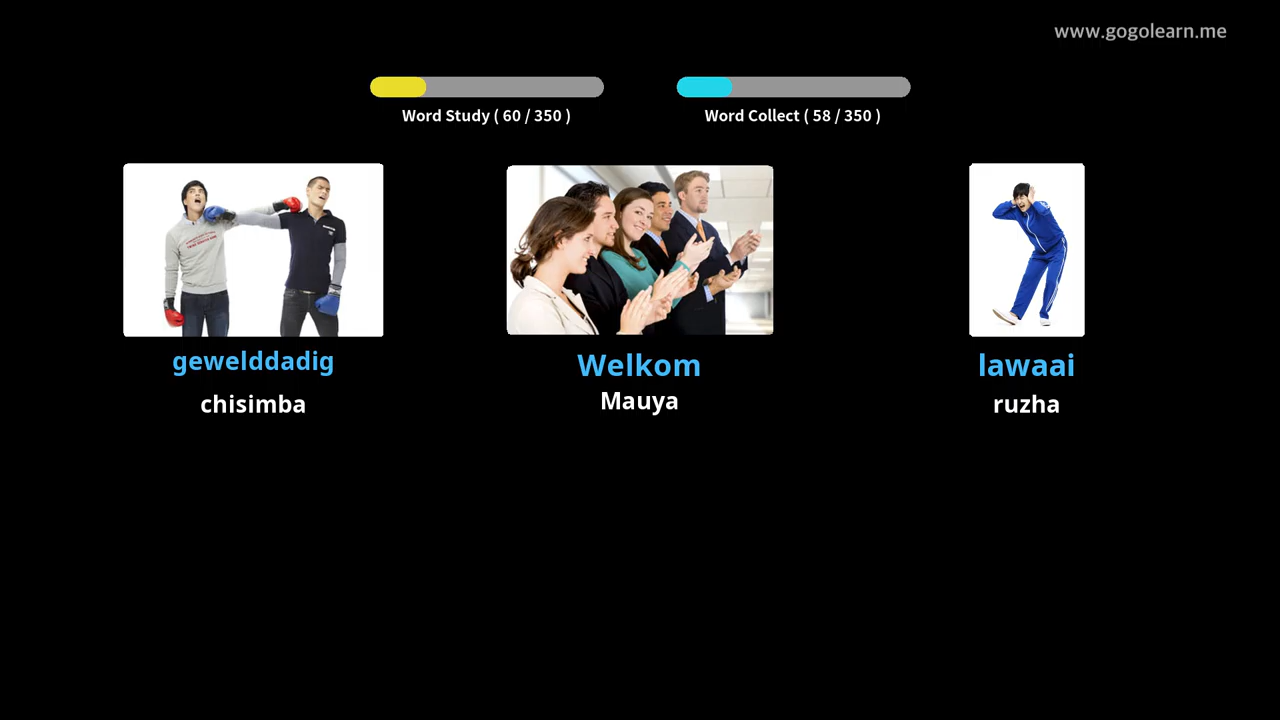 www.gogolearn.me
Word Study ( 60 / 350 )
Word Collect ( 58 / 350 )
gewelddadig
chisimba
Welkom
Mauya
lawaai
ruzha